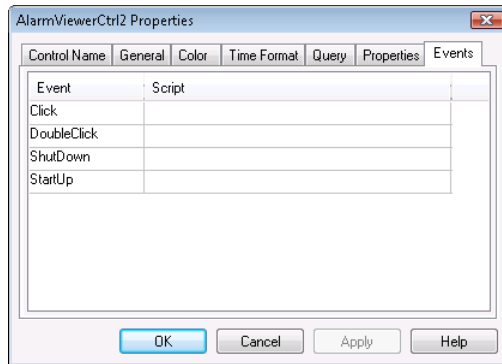 AlarmViewerCtrl2 Properties
Control Name General Color Time Format Query Properties Events
Event Script
Click
DoubleClick
ShutDown
StartUp
OK Cancel Apply Help